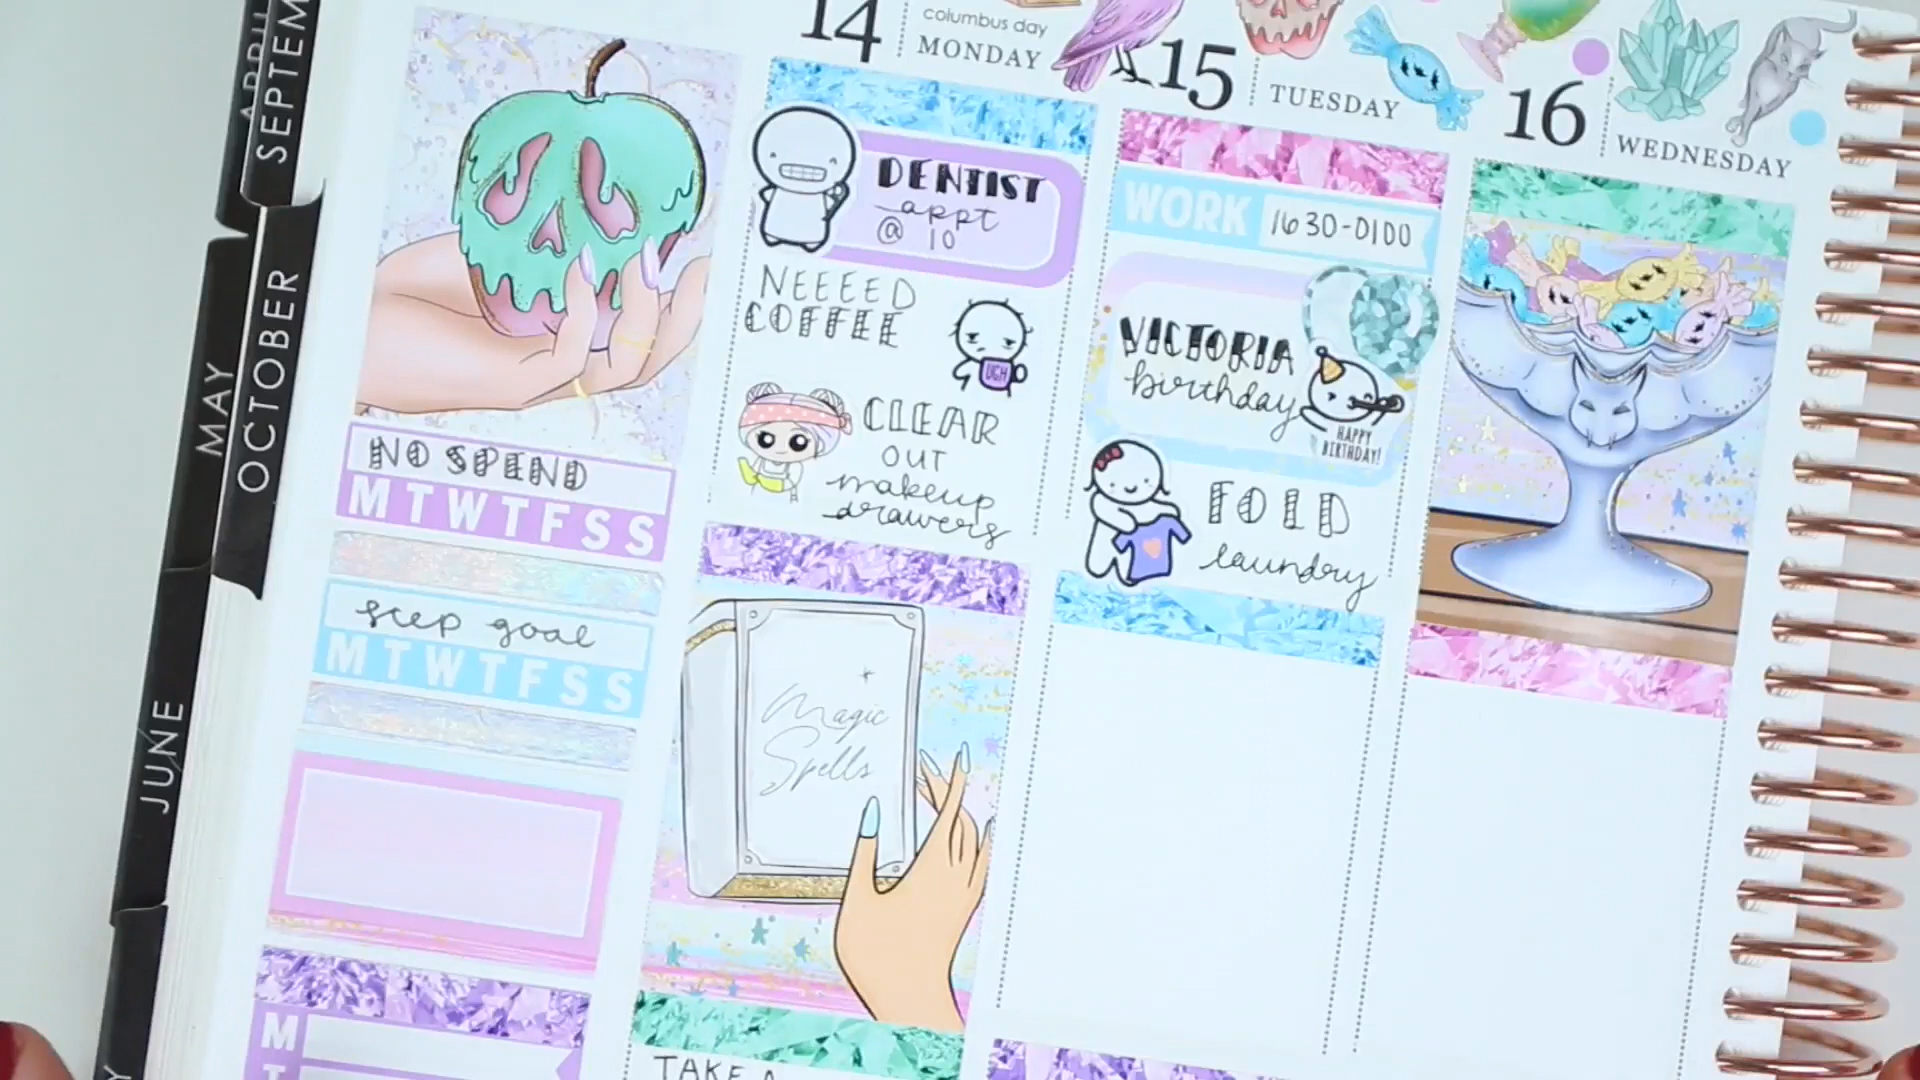 APRIL
SEPTEM
MAY
OCTOBER
JUNE
14
columbus day
MONDAY
15
TUESDAY
16
WEDNESDAY
NO SPEND
M T W T F S S
step goal
M T W T F S S
M
T
DENTIST
appt
@ 10
NEEEED
COFFEE
UGH
CLEAR
OUT
makeup
drawers
Magic
Spells
TAKE A
WORK 1630-0100
VICTORIA
birthday
HAPPY
BIRTHDAY!
FOLD
laundry